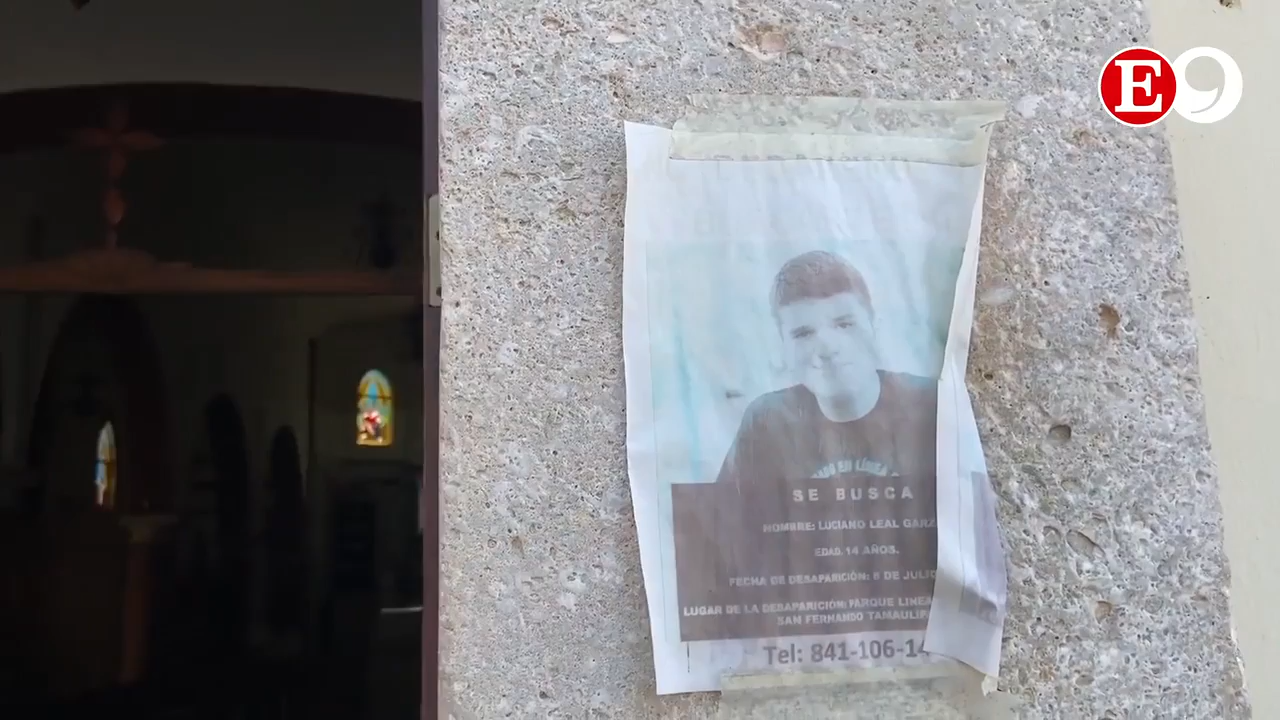 E9
SE BUSCA
NOMBRE: LUCIANO LEAL GARZ
EDAD. 14 AÑOS.
FECHA DE DESAPARICIÓN: 8 DE JULIO
LUGAR DE LA DESAPARICIÓN: PARQUE LINEA
SAN FERNANDO TAMAULIP
Tel: 841-106-14